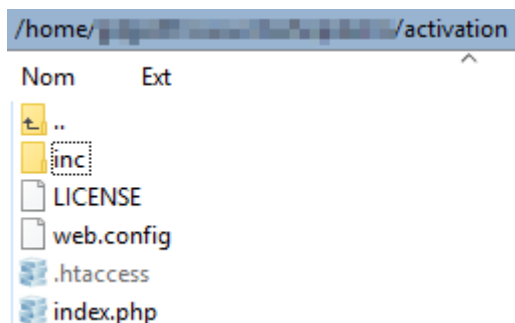 /home/ /activation
Nom Ext
..
inc
LICENSE
web.config
.htaccess
index.php